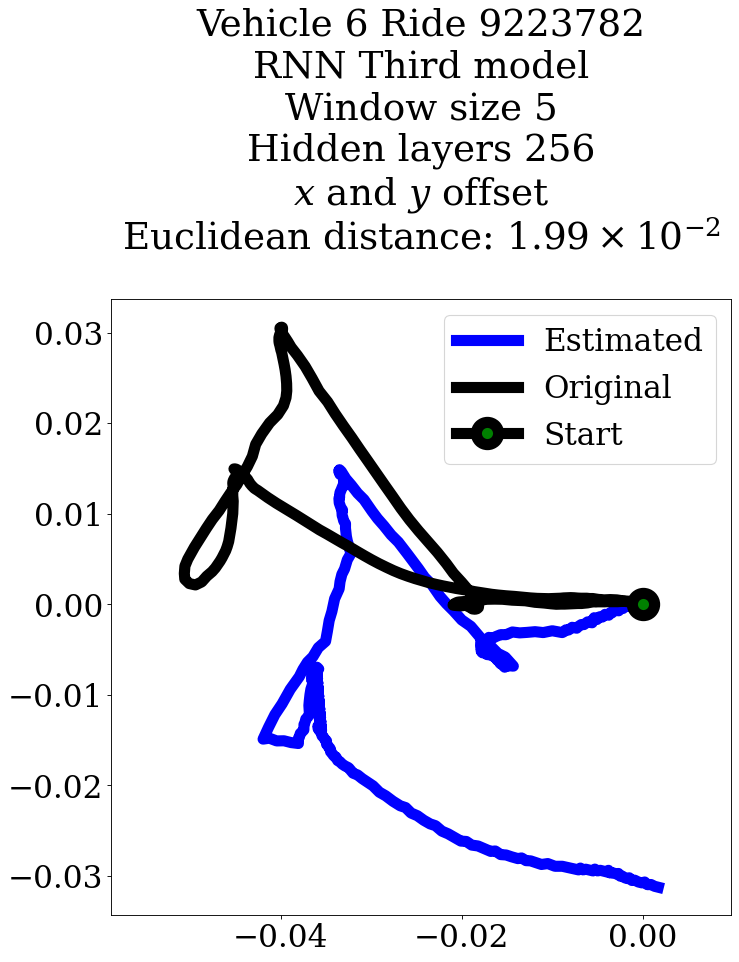 Vehicle 6 Ride 9223782
RNN Third model
Window size 5
Hidden layers 256
x and y offset
Euclidean distance: 1.99 × 10⁻²
Estimated
Original
Start
0.03
0.02
0.01
0.00
−0.01
−0.02
−0.03
−0.04
−0.02
0.00